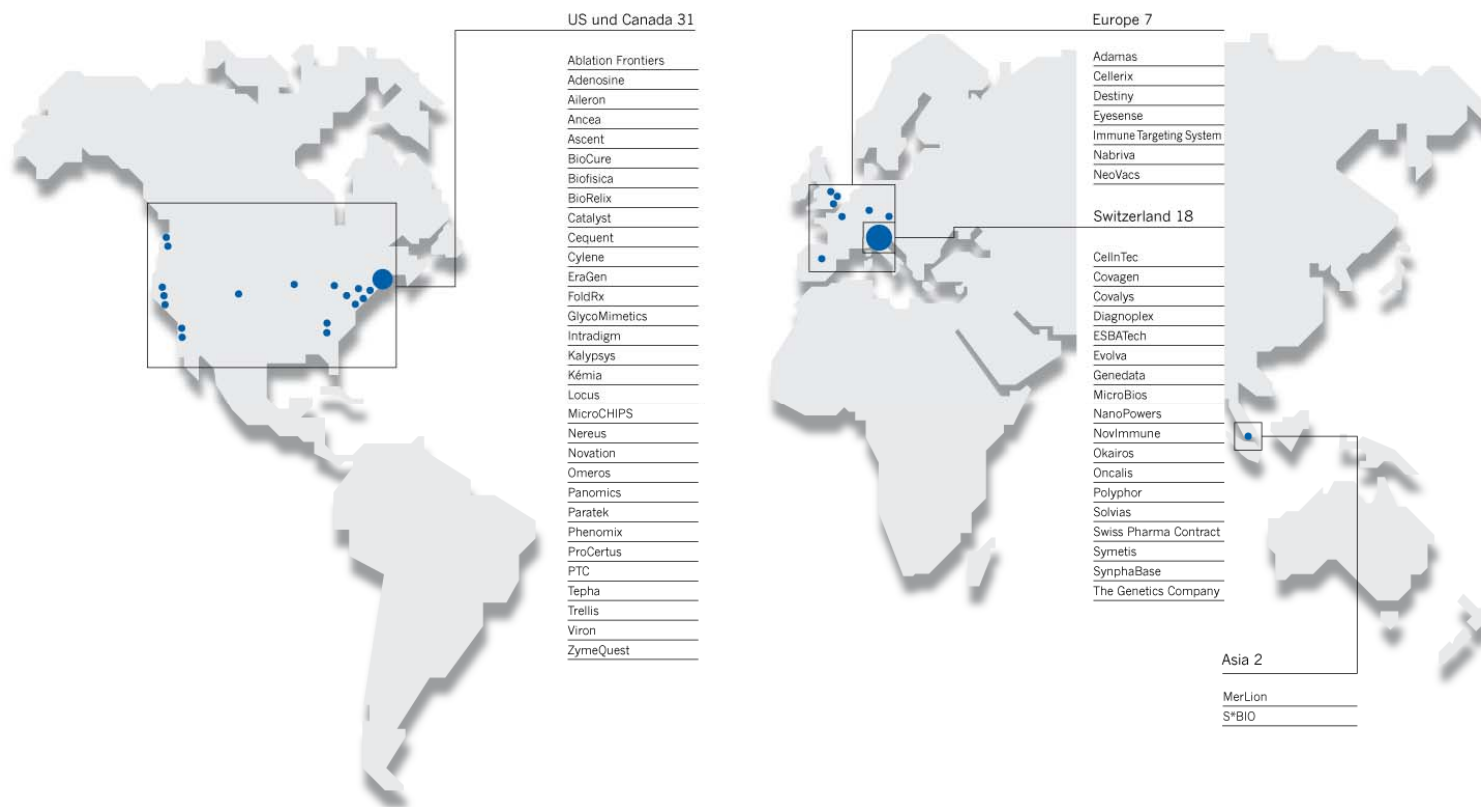 US und Canada 31
Ablation Frontiers
Adenosine
Aileron
Ancea
Ascent
BioCure
Biofisica
BioRelix
Catalyst
Cequent
Cylene
EraGen
FoldRx
GlycoMimetics
Intradigm
Kalypsys
Kémia
Locus
MicroCHIPS
Nereus
Novation
Omeros
Panomics
Paratek
Phenomix
ProCertus
PTC
Tepha
Trellis
Viron
ZymeQuest
Europe 7
Adamas
Cellerix
Destiny
Eyesense
Immune Targeting System
Nabriva
NeoVacs
Switzerland 18
CellnTec
Covagen
Covalys
Diagnoplex
ESBATech
Evolva
Genedata
MicroBios
NanoPowers
NovImmune
Okairos
Oncalis
Polyphor
Solvias
Swiss Pharma Contract
Symetis
SynphaBase
The Genetics Company
Asia 2
MerLion
S*BIO